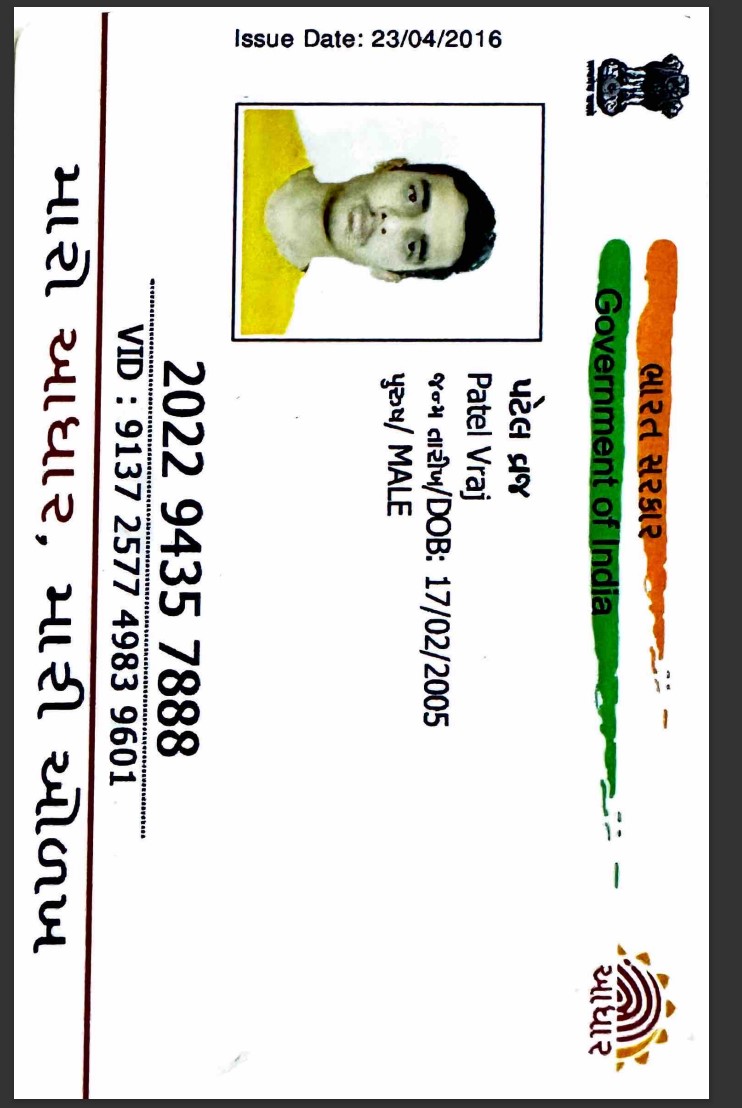 ભારત સરકાર
Government of India
આધાર
પટેલ વ્રજ
Patel Vraj
જન્મ તારીખ/DOB: 17/02/2005
પુરુષ/ MALE
Issue Date: 23/04/2016
2022 9435 7888
VID : 9137 2577 4983 9601
મારો આધાર, મારી ઓળખ